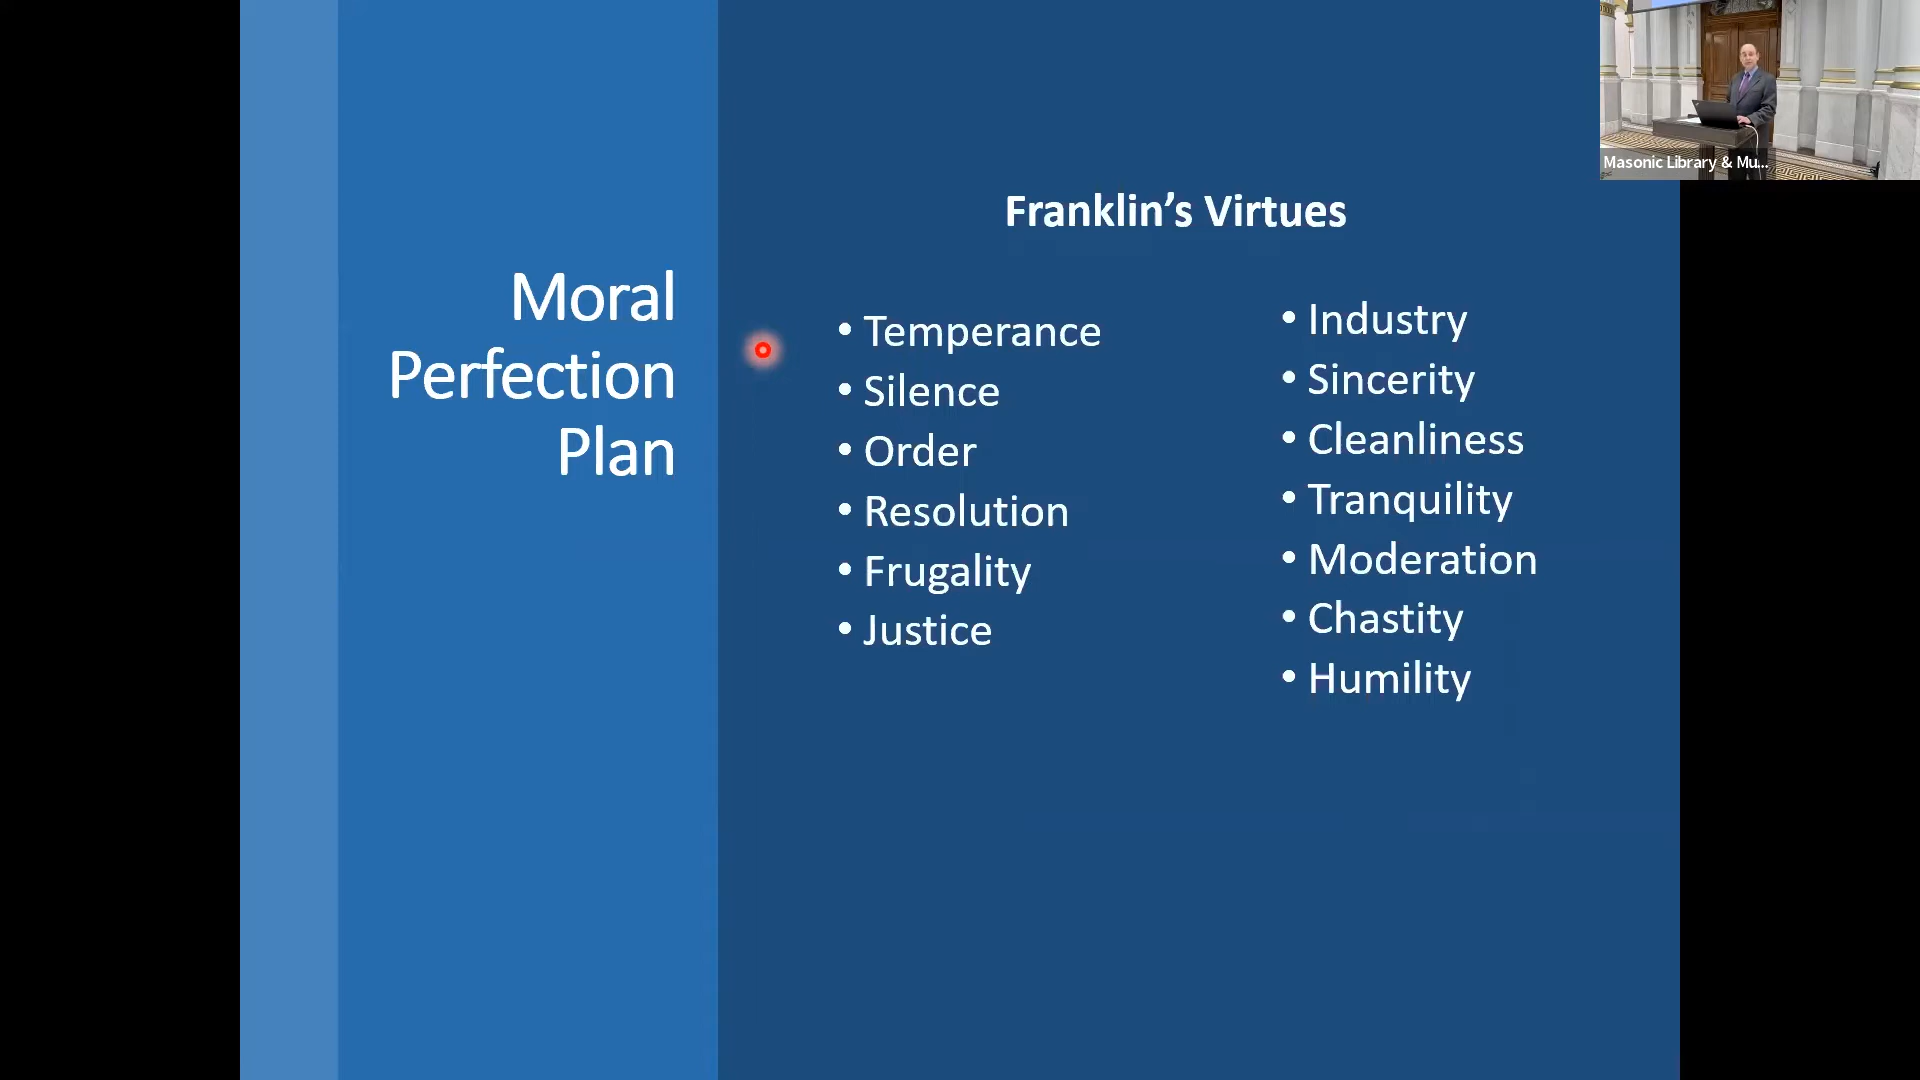 Masonic Library & Mu...
Franklin’s Virtues
Moral
Perfection
Plan
• Temperance
• Silence
• Order
• Resolution
• Frugality
• Justice
• Industry
• Sincerity
• Cleanliness
• Tranquility
• Moderation
• Chastity
• Humility